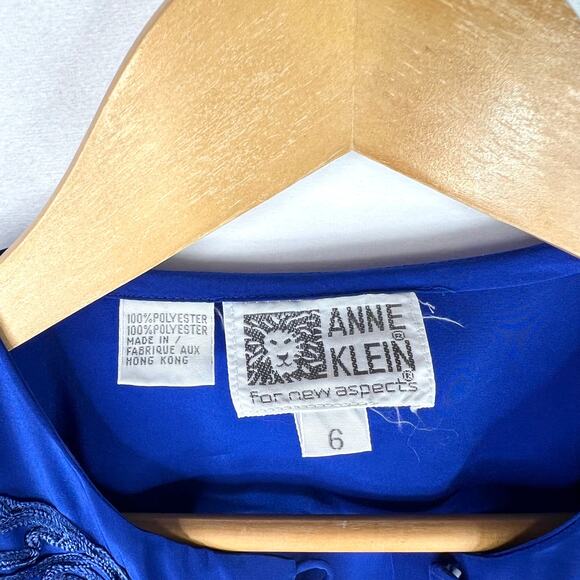 100% POLYESTER
100% POLYESTER
MADE IN /
FABRIQUE AUX
HONG KONG
ANNE
KLEIN®
for new aspects®
6